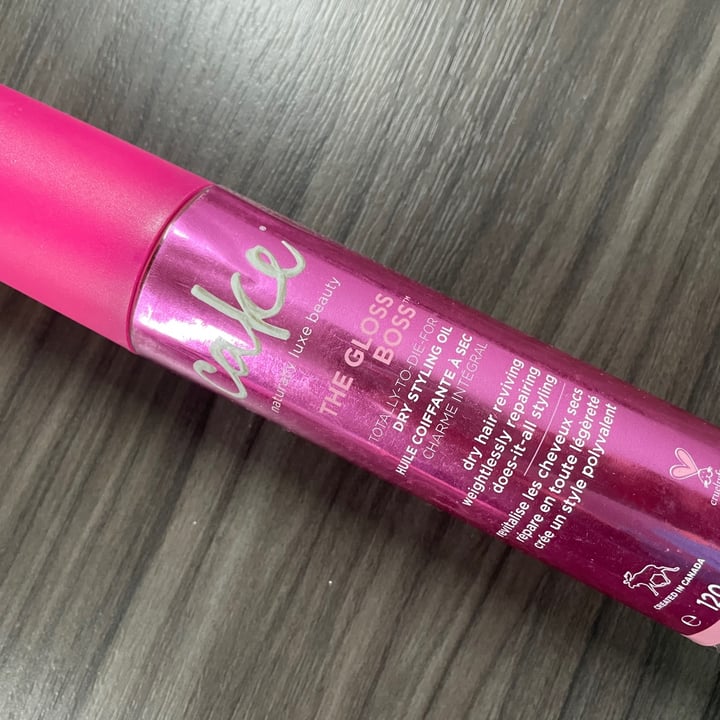 cake
naturally luxe beauty
THE GLOSS
BOSS™
TOTALLY-TO-DIE-FOR
DRY STYLING OIL
HUILE COIFFANTE À SEC
CHARME INTÉGRAL
dry hair reviving
weightlessly repairing
does-it-all styling
revitalise les cheveux secs
répare en toute légèreté
crée un style polyvalent
CREATED IN CANADA
e 120